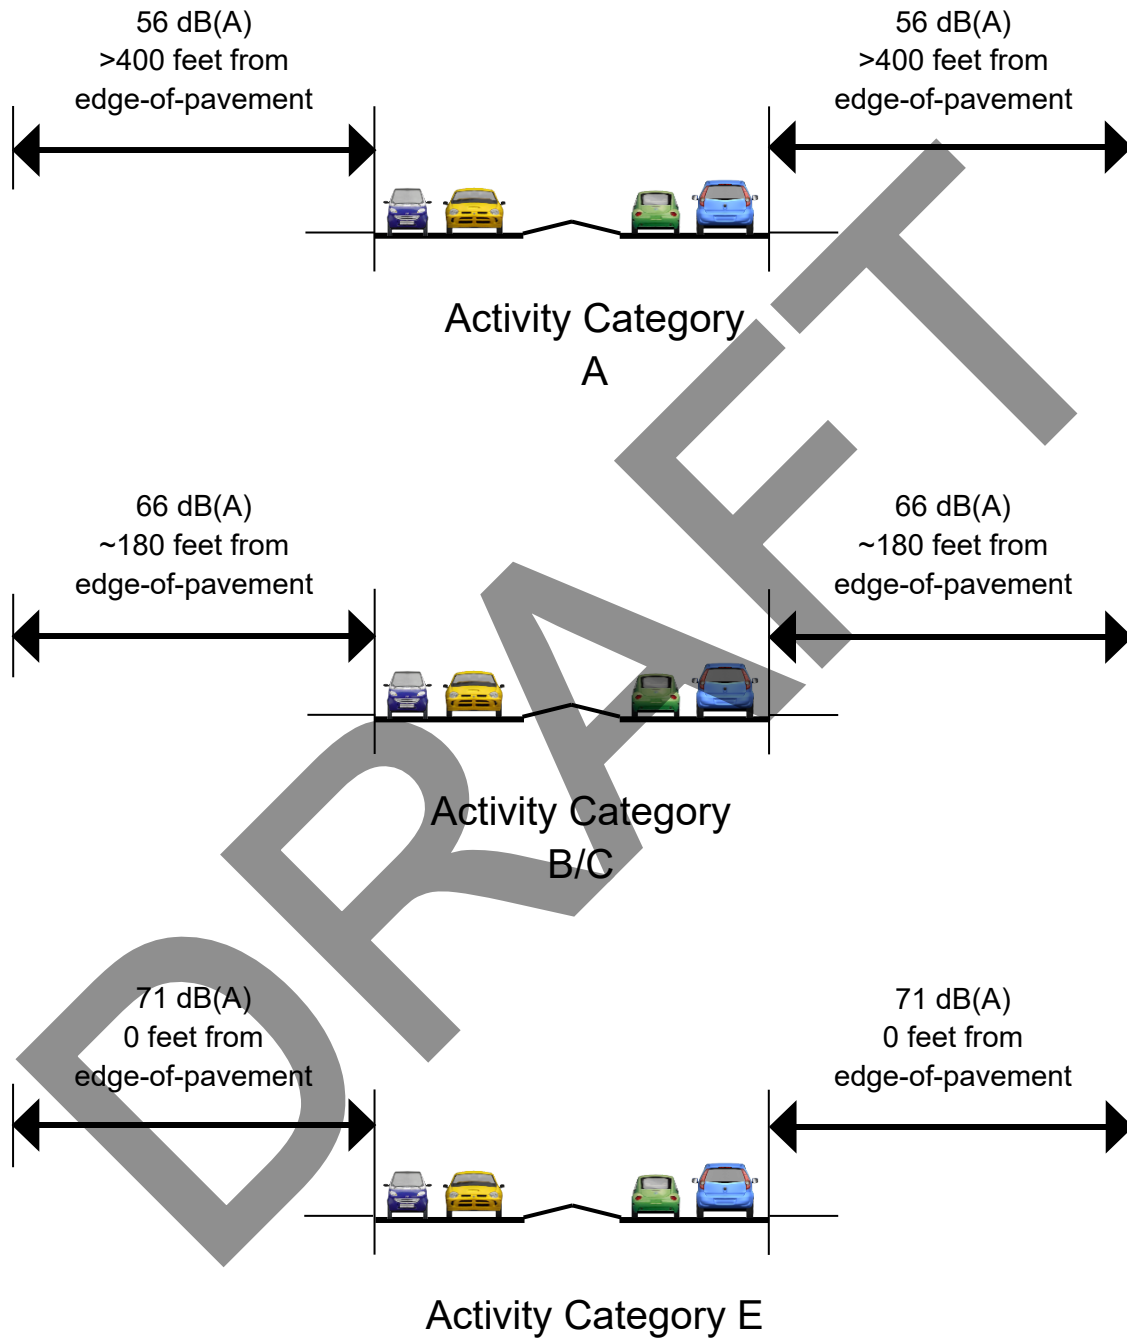 56 dB(A)
>400 feet from
edge-of-pavement
56 dB(A)
>400 feet from
edge-of-pavement
Activity Category
A
66 dB(A)
~180 feet from
edge-of-pavement
66 dB(A)
~180 feet from
edge-of-pavement
Activity Category
B/C
71 dB(A)
0 feet from
edge-of-pavement
71 dB(A)
0 feet from
edge-of-pavement
Activity Category E
DRAFT